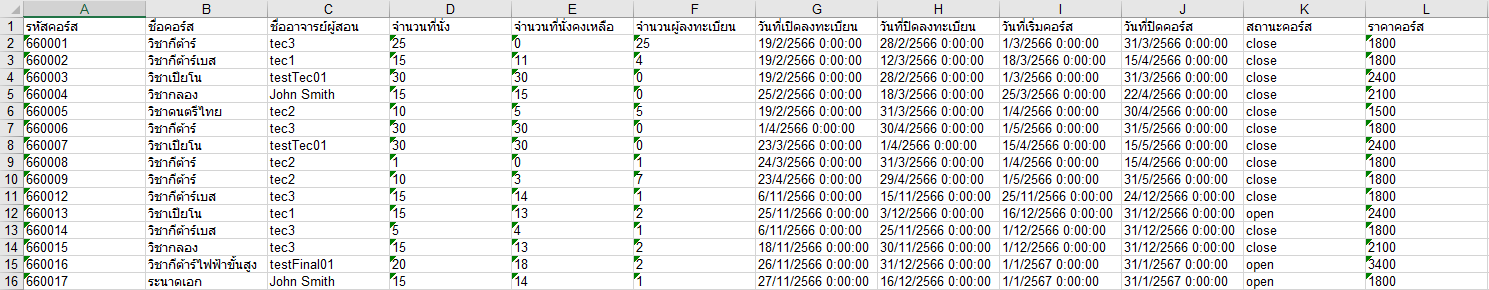 A B C D E F G H I J K L
1 รหัสคอร์ส ชื่อคอร์ส ชื่ออาจารย์ผู้สอน จำนวนที่นั่ง จำนวนที่นั่งคงเหลือ จำนวนผู้ลงทะเบียน วันที่เปิดลงทะเบียน วันที่ปิดลงทะเบียน วันที่เริ่มคอร์ส วันที่ปิดคอร์ส สถานะคอร์ส ราคาคอร์ส
2 660001 วิชากีต้าร์ tec3 25 0 25 19/2/2566 0:00:00 28/2/2566 0:00:00 1/3/2566 0:00:00 31/3/2566 0:00:00 close 1800
3 660002 วิชากีต้าร์เบส tec1 15 11 4 19/2/2566 0:00:00 12/3/2566 0:00:00 18/3/2566 0:00:00 15/4/2566 0:00:00 close 1800
4 660003 วิชาเปียโน testTec01 30 30 0 19/2/2566 0:00:00 28/2/2566 0:00:00 1/3/2566 0:00:00 31/3/2566 0:00:00 close 2400
5 660004 วิชากลอง John Smith 15 15 0 25/2/2566 0:00:00 18/3/2566 0:00:00 25/3/2566 0:00:00 22/4/2566 0:00:00 close 2100
6 660005 วิชาดนตรีไทย tec2 10 5 5 19/2/2566 0:00:00 31/3/2566 0:00:00 1/4/2566 0:00:00 30/4/2566 0:00:00 close 1500
7 660006 วิชากีต้าร์ tec3 30 30 0 1/4/2566 0:00:00 30/4/2566 0:00:00 1/5/2566 0:00:00 31/5/2566 0:00:00 close 1800
8 660007 วิชาเปียโน testTec01 30 30 0 23/3/2566 0:00:00 1/4/2566 0:00:00 15/4/2566 0:00:00 15/5/2566 0:00:00 close 2400
9 660008 วิชากีต้าร์ tec2 1 0 1 24/3/2566 0:00:00 31/3/2566 0:00:00 1/4/2566 0:00:00 15/4/2566 0:00:00 close 1800
10 660009 วิชากีต้าร์ tec2 10 3 7 23/4/2566 0:00:00 29/4/2566 0:00:00 1/5/2566 0:00:00 31/5/2566 0:00:00 close 1800
11 660012 วิชากีต้าร์เบส tec3 15 14 1 6/11/2566 0:00:00 15/11/2566 0:00:00 25/11/2566 0:00:00 24/12/2566 0:00:00 close 1800
12 660013 วิชาเปียโน tec1 15 13 2 25/11/2566 0:00:00 3/12/2566 0:00:00 16/12/2566 0:00:00 31/12/2566 0:00:00 open 2400
13 660014 วิชากีต้าร์เบส tec3 5 4 1 6/11/2566 0:00:00 25/11/2566 0:00:00 1/12/2566 0:00:00 31/12/2566 0:00:00 close 1800
14 660015 วิชากลอง tec3 15 13 2 18/11/2566 0:00:00 30/11/2566 0:00:00 1/12/2566 0:00:00 31/12/2566 0:00:00 close 2100
15 660016 วิชากีต้าร์ไฟฟ้าขั้นสูง testFinal01 20 18 2 26/11/2566 0:00:00 31/12/2566 0:00:00 1/1/2567 0:00:00 31/1/2567 0:00:00 open 3400
16 660017 ระนาดเอก John Smith 15 14 1 27/11/2566 0:00:00 16/12/2566 0:00:00 1/1/2567 0:00:00 31/1/2567 0:00:00 open 1800